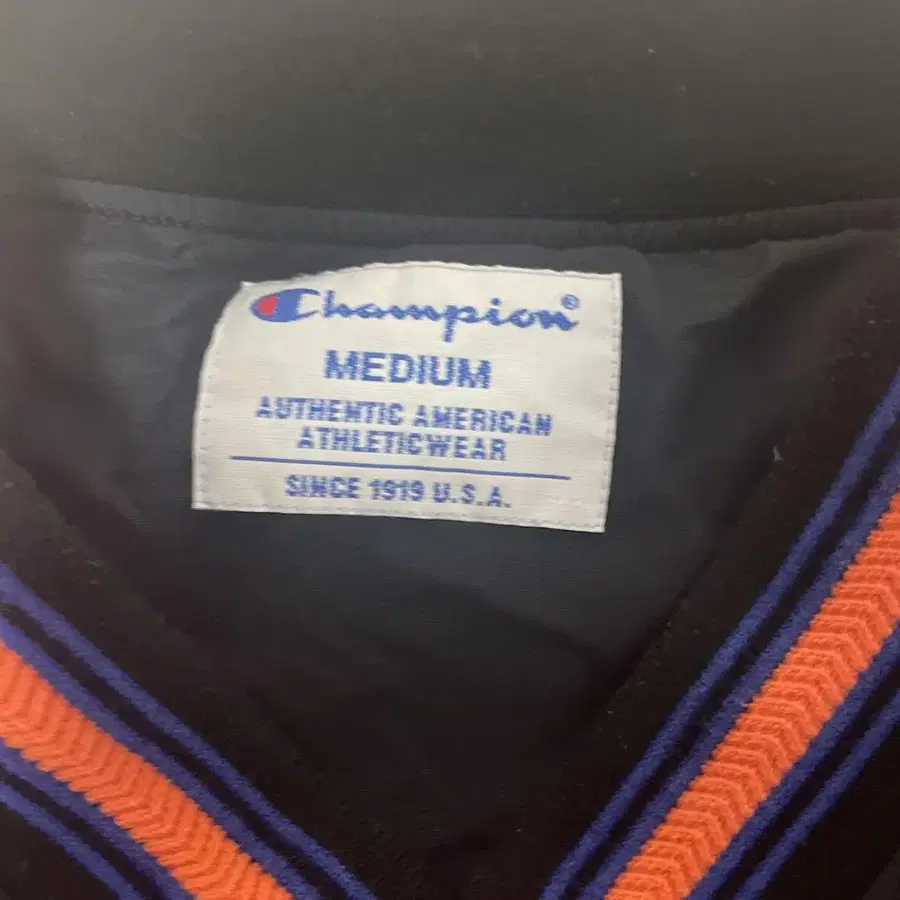 Champion®
MEDIUM
AUTHENTIC AMERICAN
ATHLETICWEAR
SINCE 1919 U.S.A.